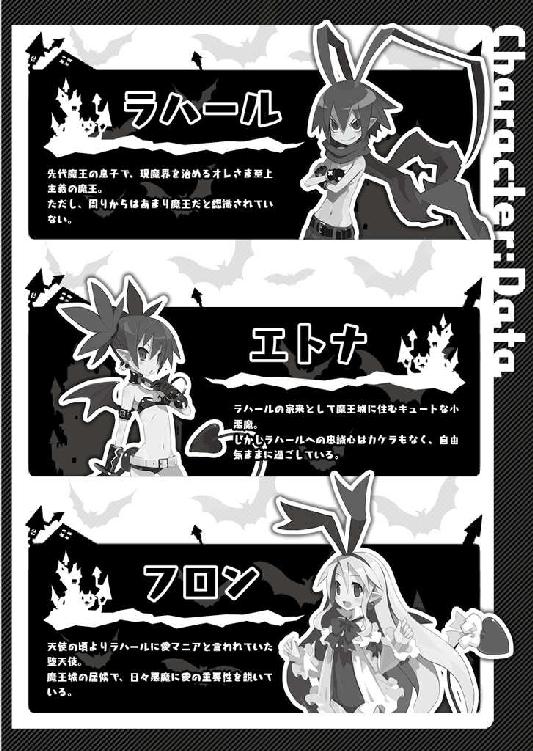 Character:Data
ラハール
先代魔王の息子で、現魔界を治めるオレさま至上
主義の魔王。
ただし、周りからはあまり魔王だと認識されてい
ない。
エトナ
ラハールの家来として魔王城に住むキュートな小
悪魔。
しかしラハールへの忠誠心はカケラもなく、自由
気ままに過ごしている。
フロン
天使の頃よりラハールに愛マニアと言われていた
堕天使。
魔王城の居候で、日々悪魔に愛の重要性を説いて
いる。